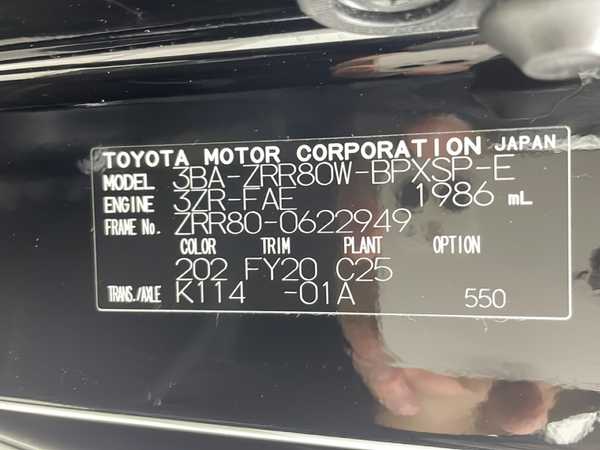 TOYOTA MOTOR CORPORATION JAPAN
MODEL 3BA-ZRR80W-BPXSP-E
ENGINE 3ZR-FAE 1986 mL
FRAME No. ZRR80-0622949
COLOR TRIM PLANT OPTION
202 FY20 C25
TRANS./AXLE K114 -01A 550